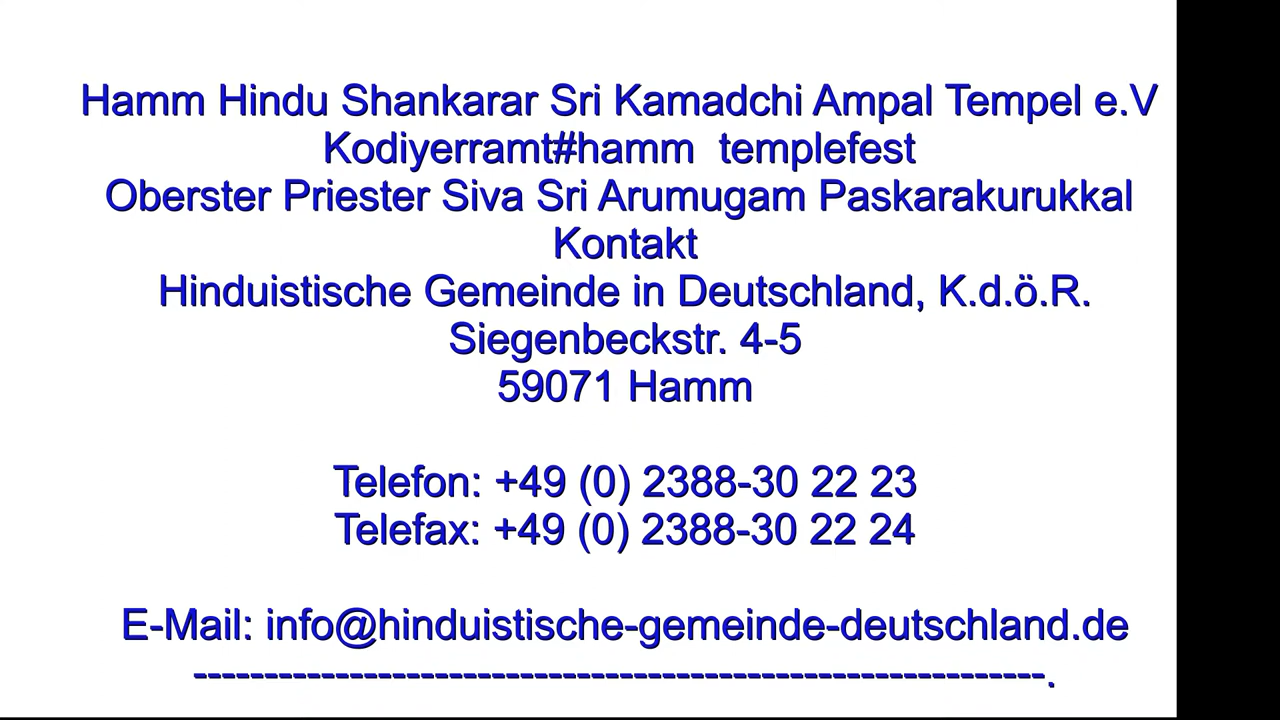 Hamm Hindu Shankarar Sri Kamadchi Ampal Tempel e.V
Kodiyerramt#hamm  templefest
Oberster Priester Siva Sri Arumugam Paskarakurukkal
Kontakt
Hinduistische Gemeinde in Deutschland, K.d.ö.R.
Siegenbeckstr. 4-5
59071 Hamm
Telefon: +49 (0) 2388-30 22 23
Telefax: +49 (0) 2388-30 22 24
E-Mail: info@hinduistische-gemeinde-deutschland.de
------------------------------------------------------------.